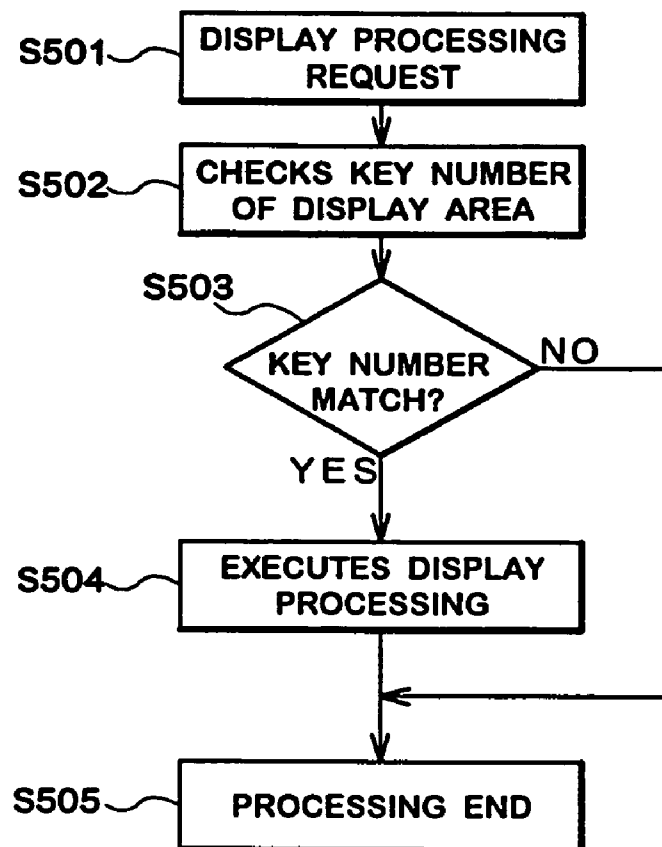 S501
DISPLAY PROCESSING
REQUEST
S502
CHECKS KEY NUMBER
OF DISPLAY AREA
S503
KEY NUMBER
MATCH?
NO
YES
S504
EXECUTES DISPLAY
PROCESSING
S505
PROCESSING END